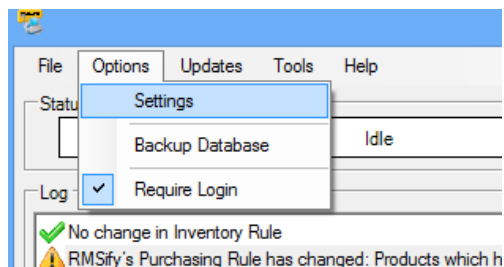 File Options Updates Tools Help
Settings
Backup Database
Idle
Require Login
Log
No change in Inventory Rule
RMSify's Purchasing Rule has changed: Products which